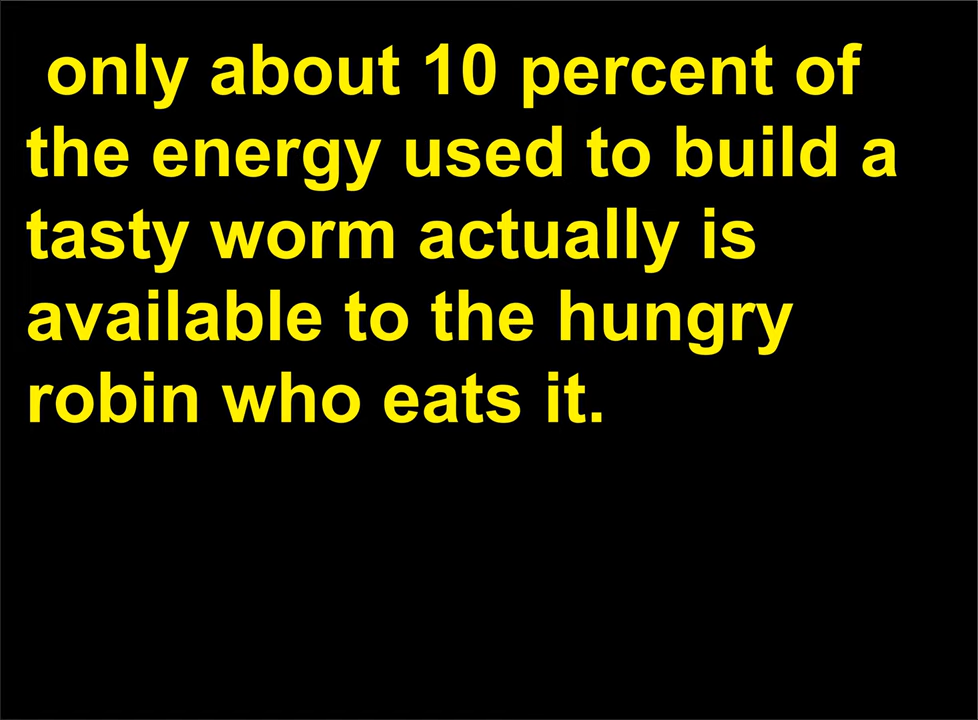 only about 10 percent of
the energy used to build a
tasty worm actually is
available to the hungry
robin who eats it.